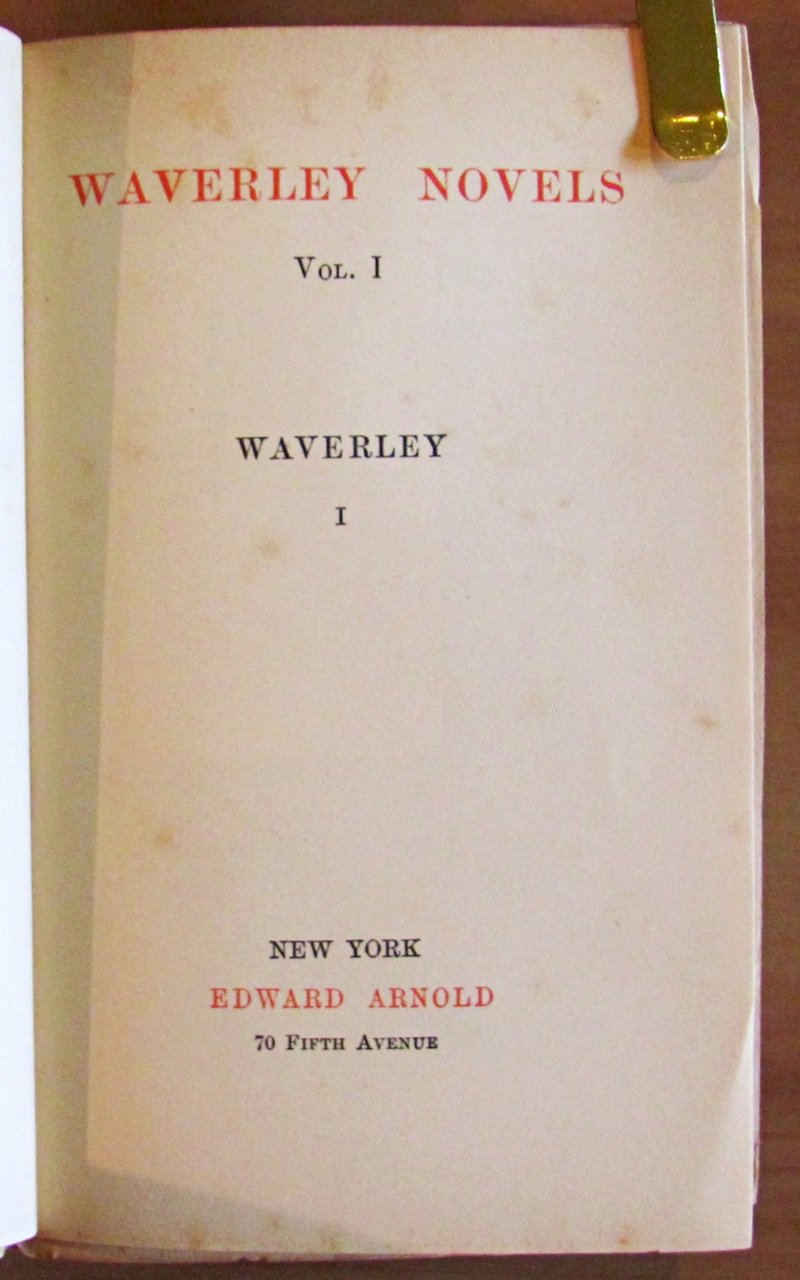 WAVERLEY NOVELS
VOL. I
WAVERLEY
I
NEW YORK
EDWARD ARNOLD
70 FIFTH AVENUE